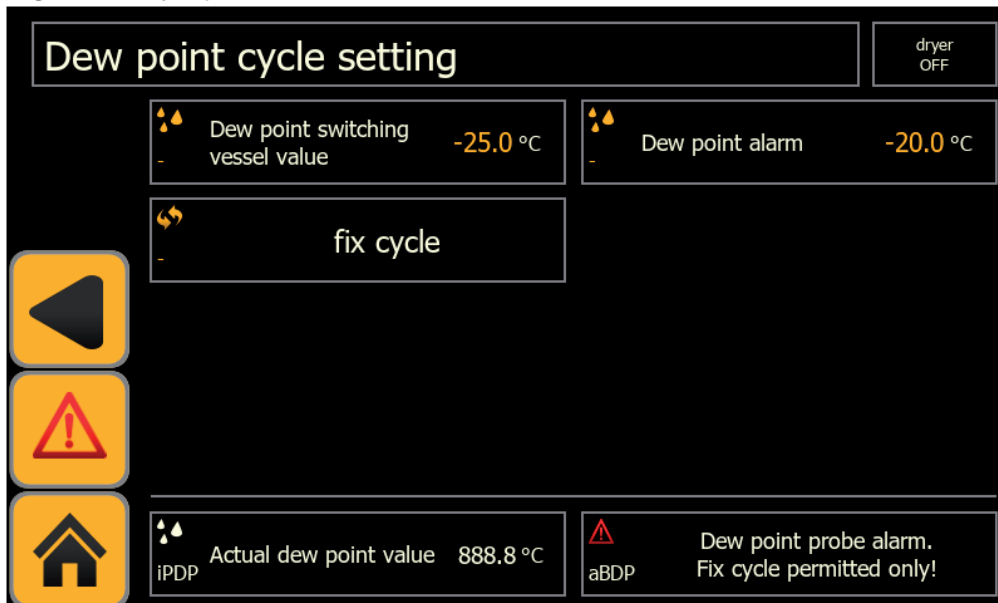 Dew point cycle setting
dryer
OFF
Dew point switching
vessel value
-25.0 °C
-
Dew point alarm
-20.0 °C
-
fix cycle
-
Actual dew point value 888.8 °C
iPDP
Dew point probe alarm.
Fix cycle permitted only!
aBDP